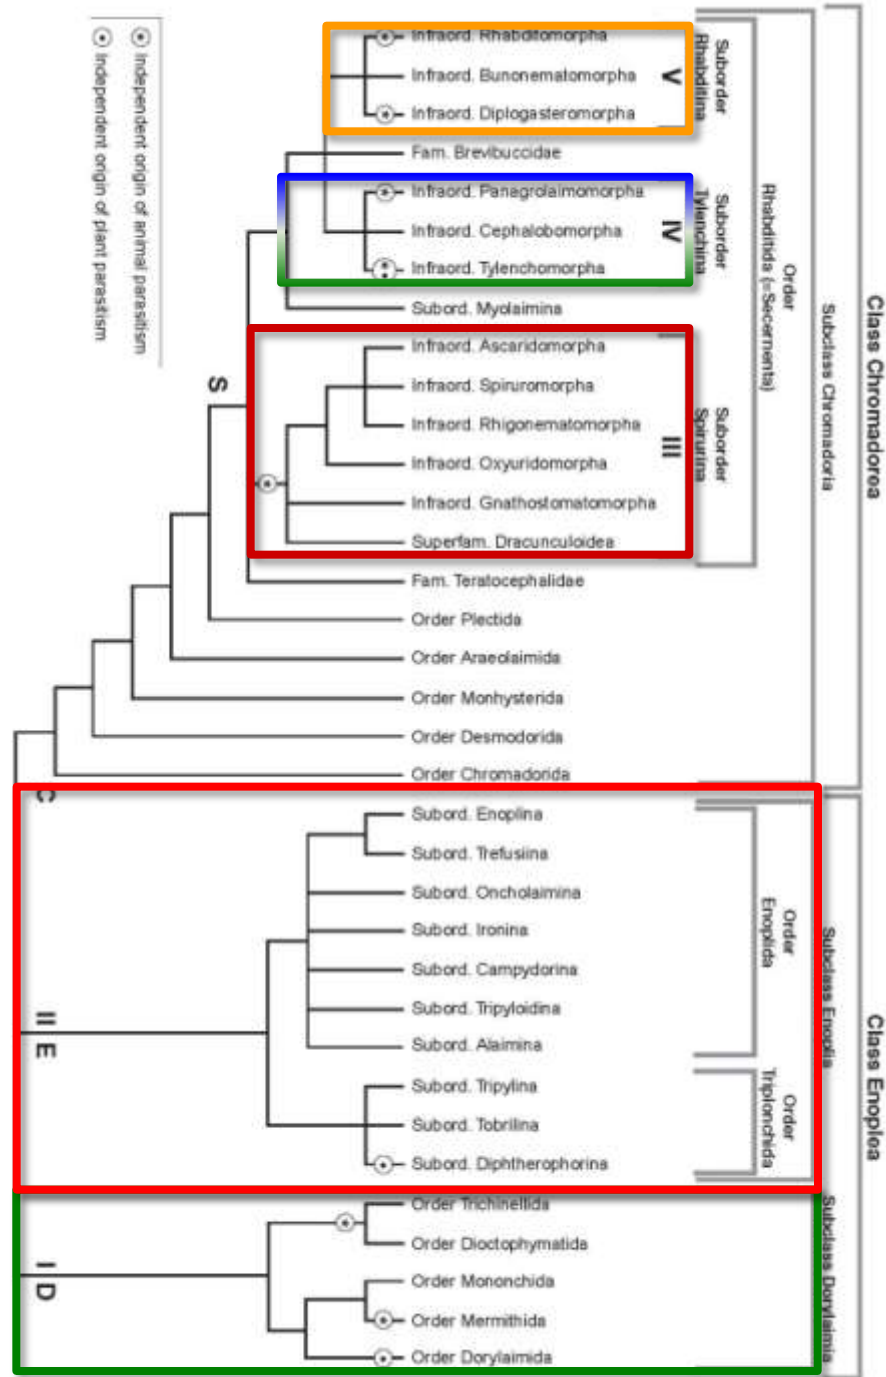 Infraord. Rhabditomorpha
Infraord. Bunonematomorpha
Infraord. Diplogasteromorpha
Fam. Brevibuccidae
Infraord. Panagrolaimomorpha
Infraord. Cephalobomorpha
Infraord. Tylenchomorpha
Subord. Myolaimina
Infraord. Ascaridomorpha
Infraord. Spiruromorpha
Infraord. Rhigonematomorpha
Infraord. Oxyuridomorpha
Infraord. Gnathostomatomorpha
Superfam. Dracunculoidea
Fam. Teratocephalidae
Order Plectida
Order Araeolaimida
Order Monhysterida
Order Desmodorida
Order Chromadorida
Subord. Enoplina
Subord. Trefusiina
Subord. Oncholaimina
Subord. Ironina
Subord. Campydorina
Subord. Tripyloidina
Subord. Alaimina
Subord. Tripylina
Subord. Tobrilina
Subord. Diphtherophorina
Order Trichinellida
Order Dioctophymatida
Order Mononchida
Order Mermithida
Order Dorylaimida
V
IV
III
S
C
II E
I D
Suborder
Rhabditina
Suborder
Tylenchina
Suborder
Spirurina
Order
Rhabditida (=Secernenta)
Subclass Chromadoria
Class Chromadorea
Order
Enoplida
Order
Triplonchida
Subclass Enoplia
Subclass Dorylaimia
Class Enoplea
Independent origin of animal parasitism
Independent origin of plant parasitism